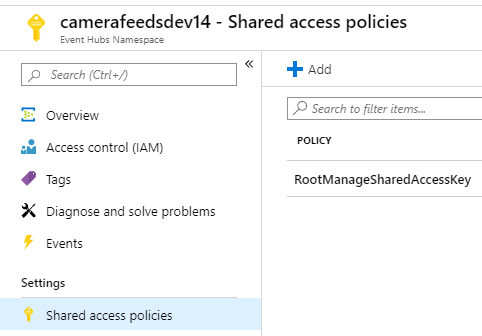 camerafeedsdev14 - Shared access policies
Event Hubs Namespace
Search (Ctrl+/)
«
Overview
Access control (IAM)
Tags
Diagnose and solve problems
Events
Settings
Shared access policies
Add
Search to filter items...
POLICY
RootManageSharedAccessKey